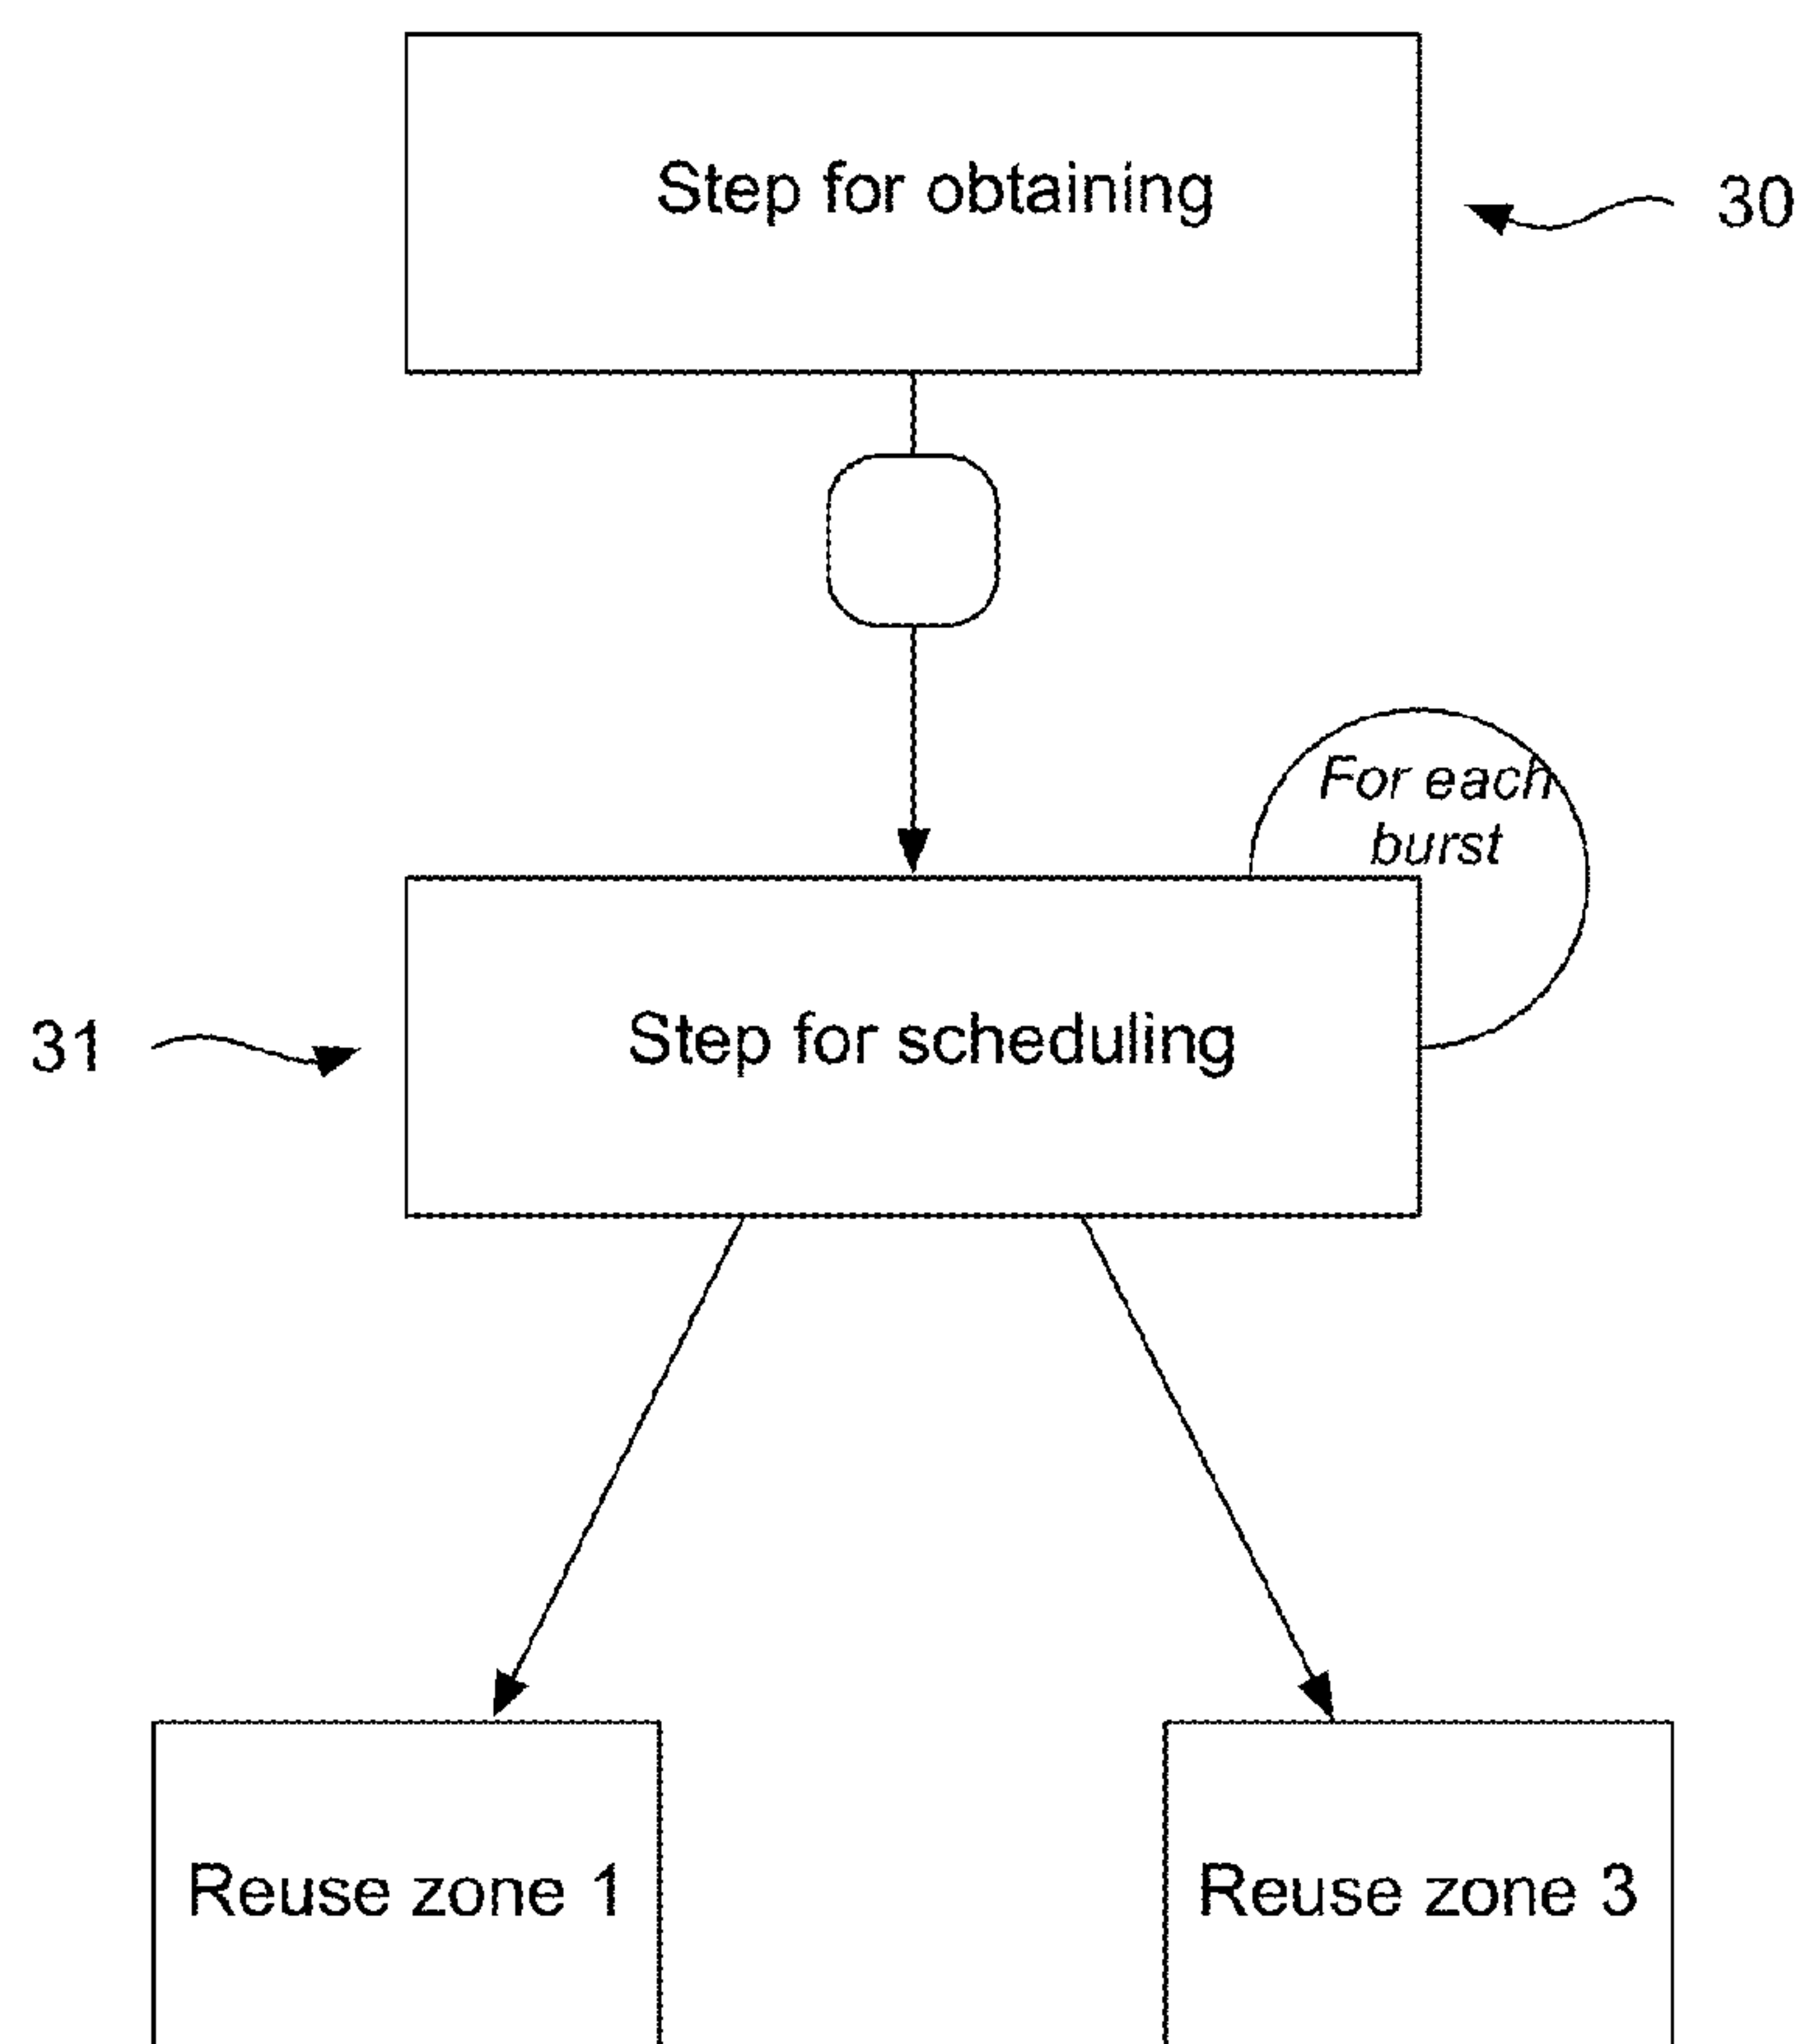 Step for obtaining
30
For each
burst
31
Step for scheduling
Reuse zone 1
Reuse zone 3